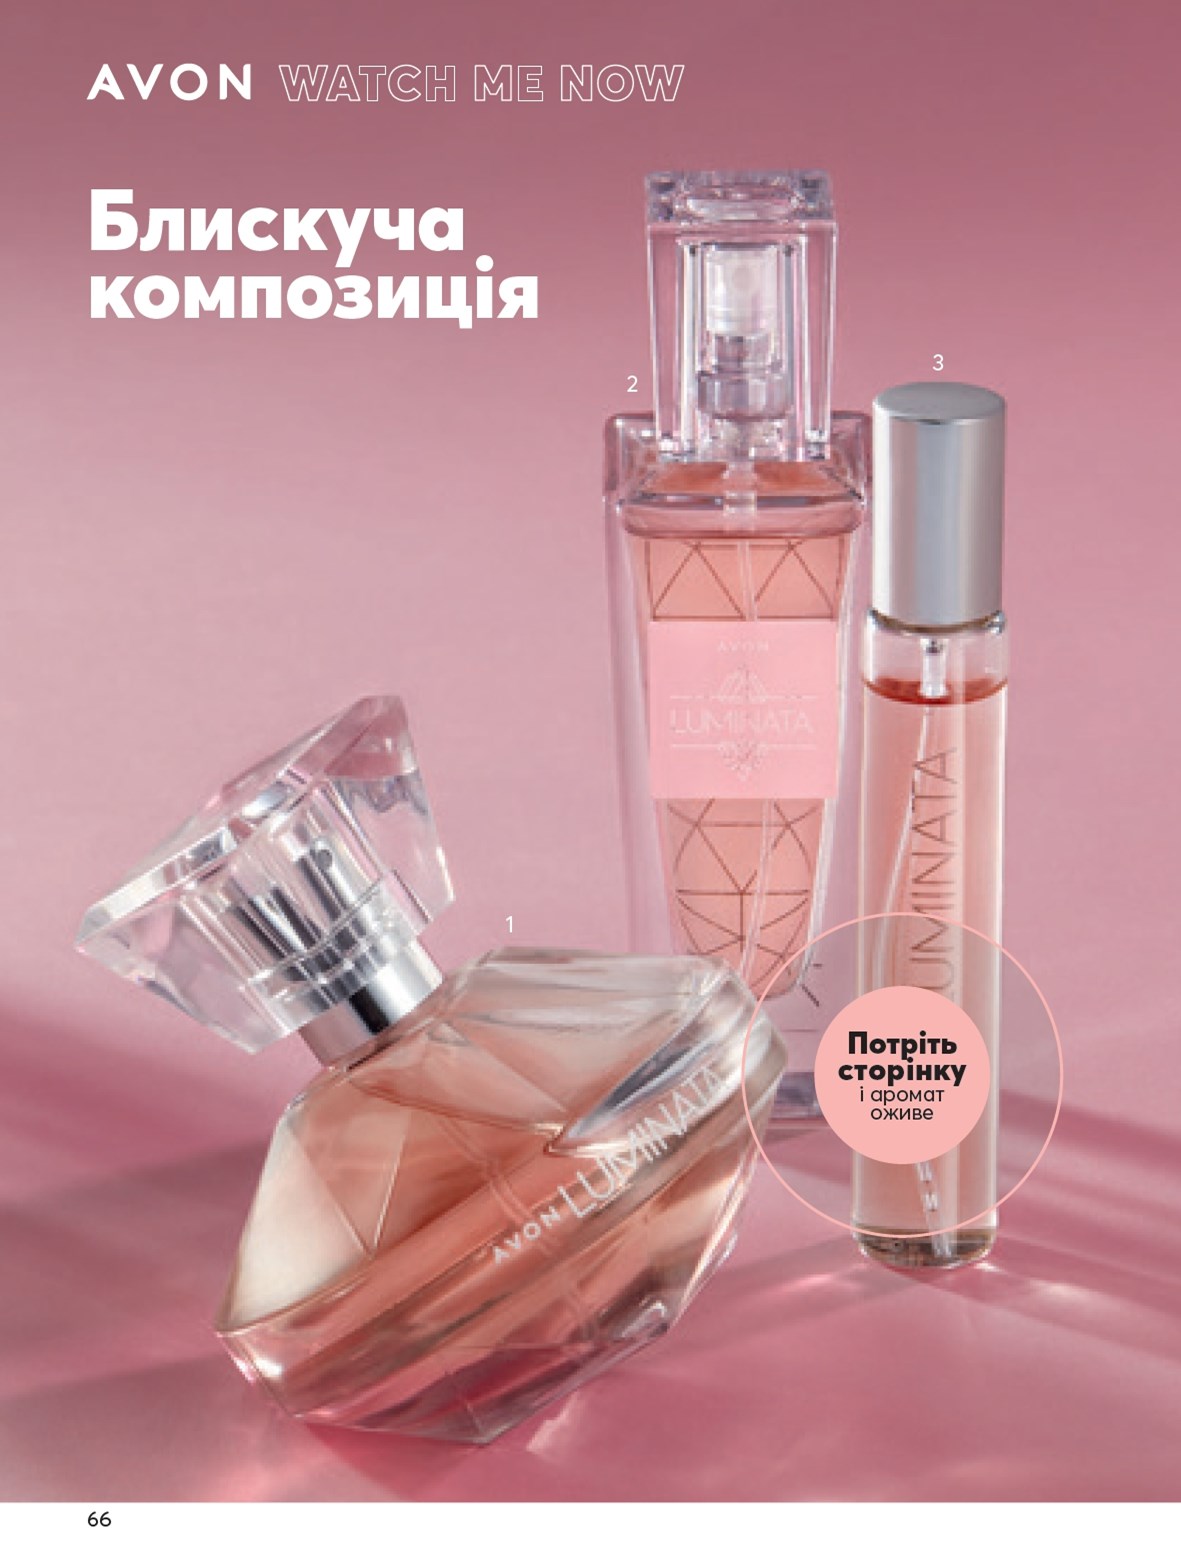 AVON WATCH ME NOW
Блискуча
композиція
2
3
AVON
LUMINATA
LUMINATA
1
AVON LUMINATA
Потріть
сторінку
і аромат
оживе
66